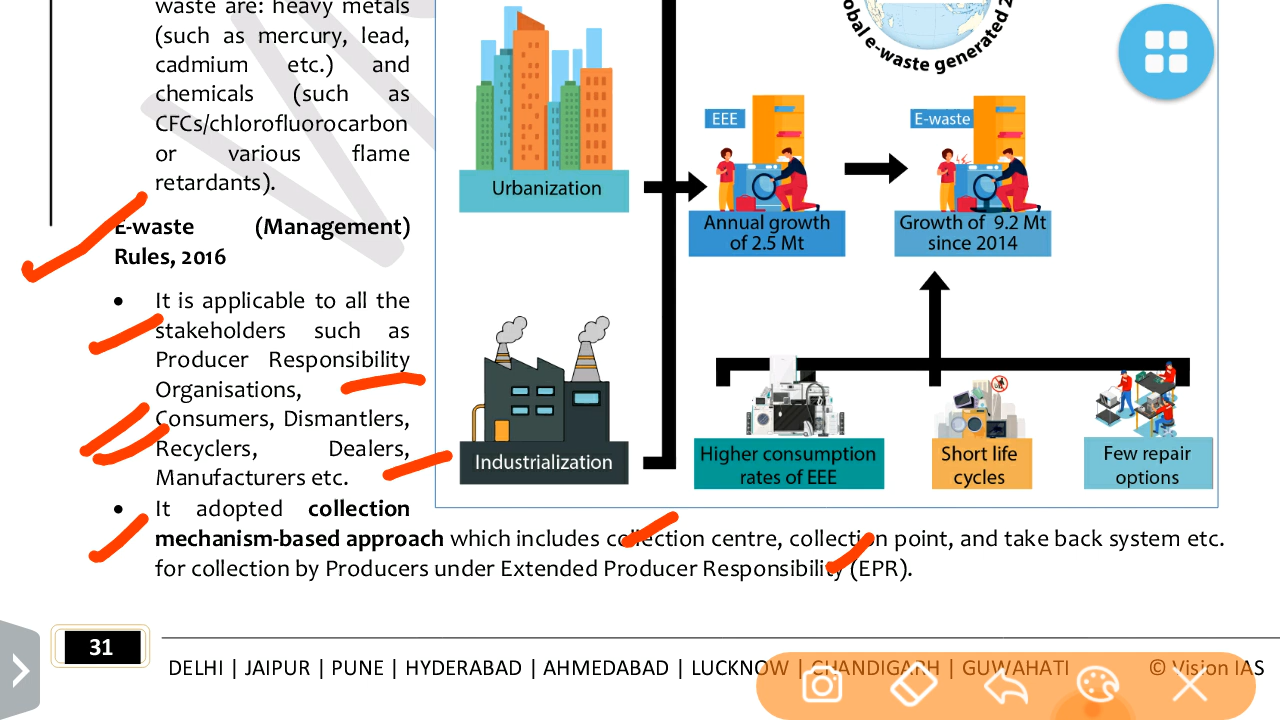 waste are: heavy metals
(such as mercury, lead,
cadmium etc.) and
chemicals (such as
CFCs/chlorofluorocarbon
or various flame
retardants).
E-waste (Management)
Rules, 2016
• It is applicable to all the
stakeholders such as
Producer Responsibility
Organisations,
Consumers, Dismantlers,
Recyclers, Dealers,
Manufacturers etc.
• It adopted collection
mechanism-based approach which includes collection centre, collection point, and take back system etc.
for collection by Producers under Extended Producer Responsibility (EPR).
e-waste generated
Urbanization
EEE
Annual growth
of 2.5 Mt
E-waste
Growth of 9.2 Mt
since 2014
Industrialization
Higher consumption
rates of EEE
Short life
cycles
Few repair
options
31
DELHI | JAIPUR | PUNE | HYDERABAD | AHMEDABAD | LUCKNOW | CHANDIGARH | GUWAHATI
© Vision IAS